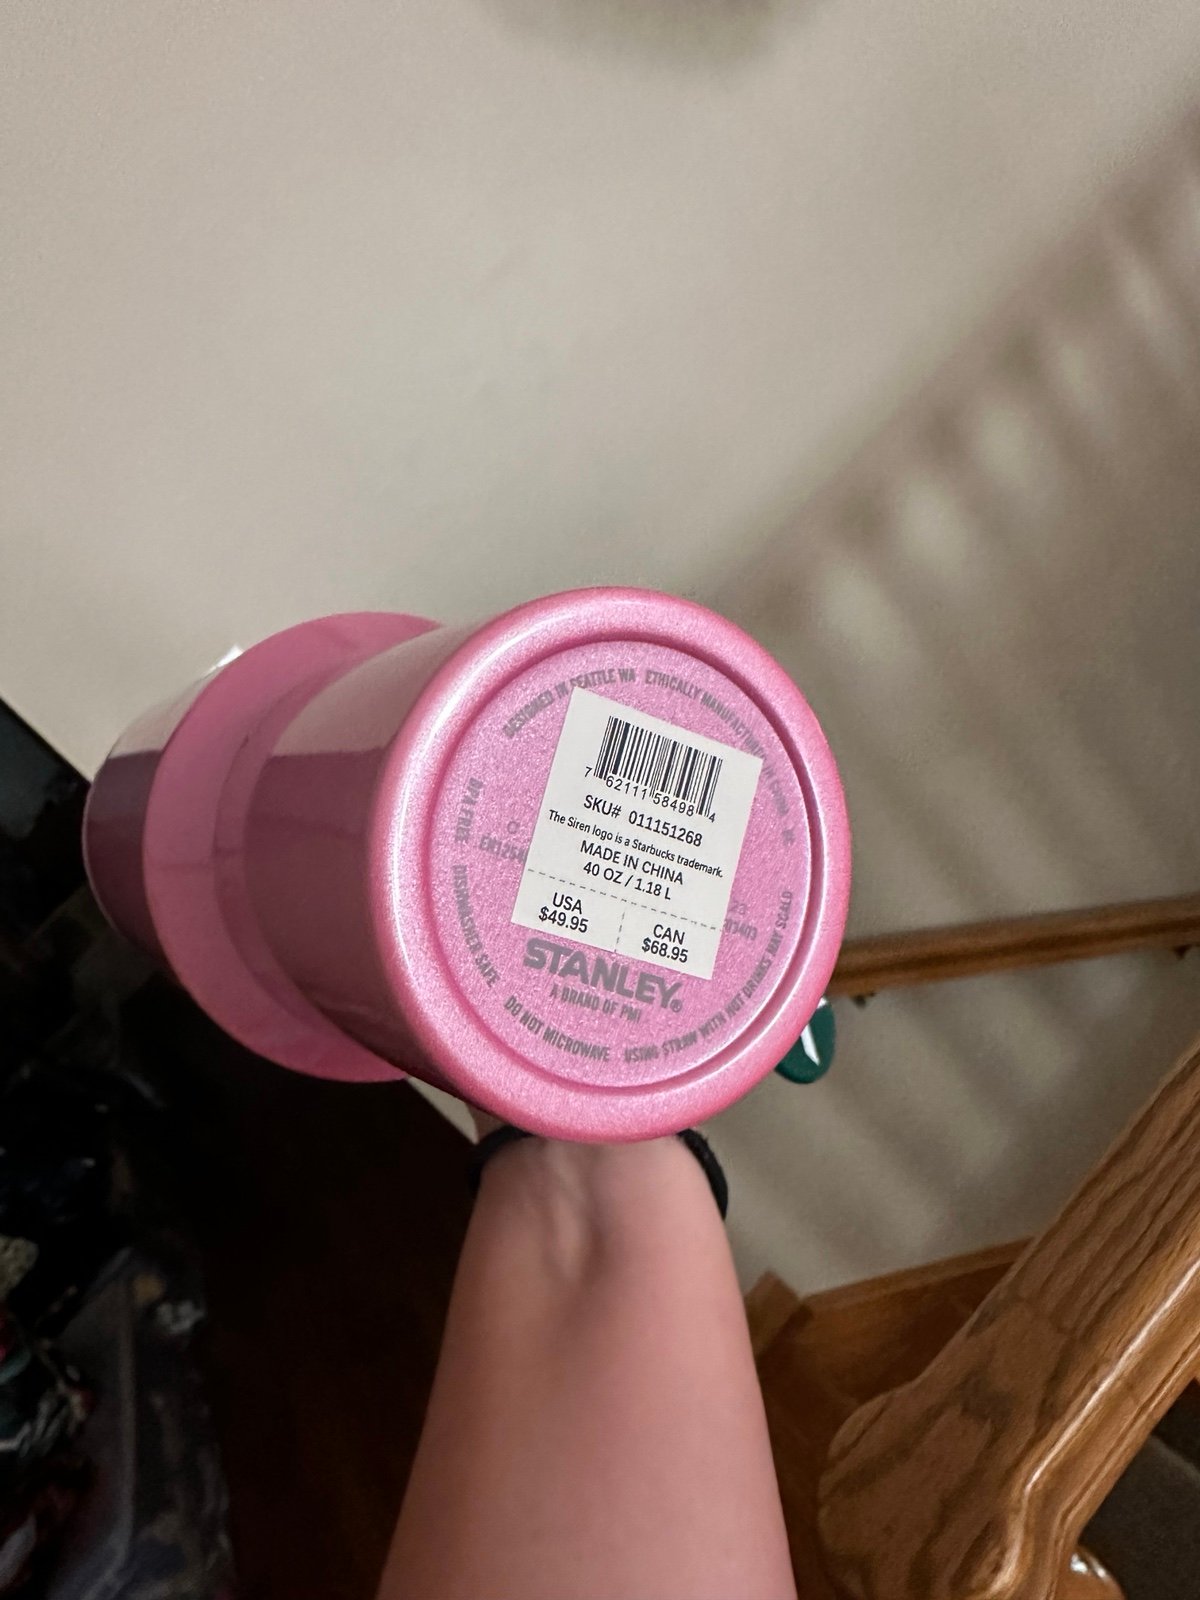 DESIGNED IN SEATTLE WA
ETHICALLY MANUFACTURED IN CHINA
7 62111 58498 4
SKU# 011151268
The Siren logo is a Starbucks trademark.
MADE IN CHINA
40 OZ / 1.18 L
USA
$49.95
CAN
$68.95
BPA FREE
DISHWASHER SAFE
STANLEY®
A BRAND OF PMI
DO NOT MICROWAVE
USING STRAW WITH HOT DRINKS MAY SCALD